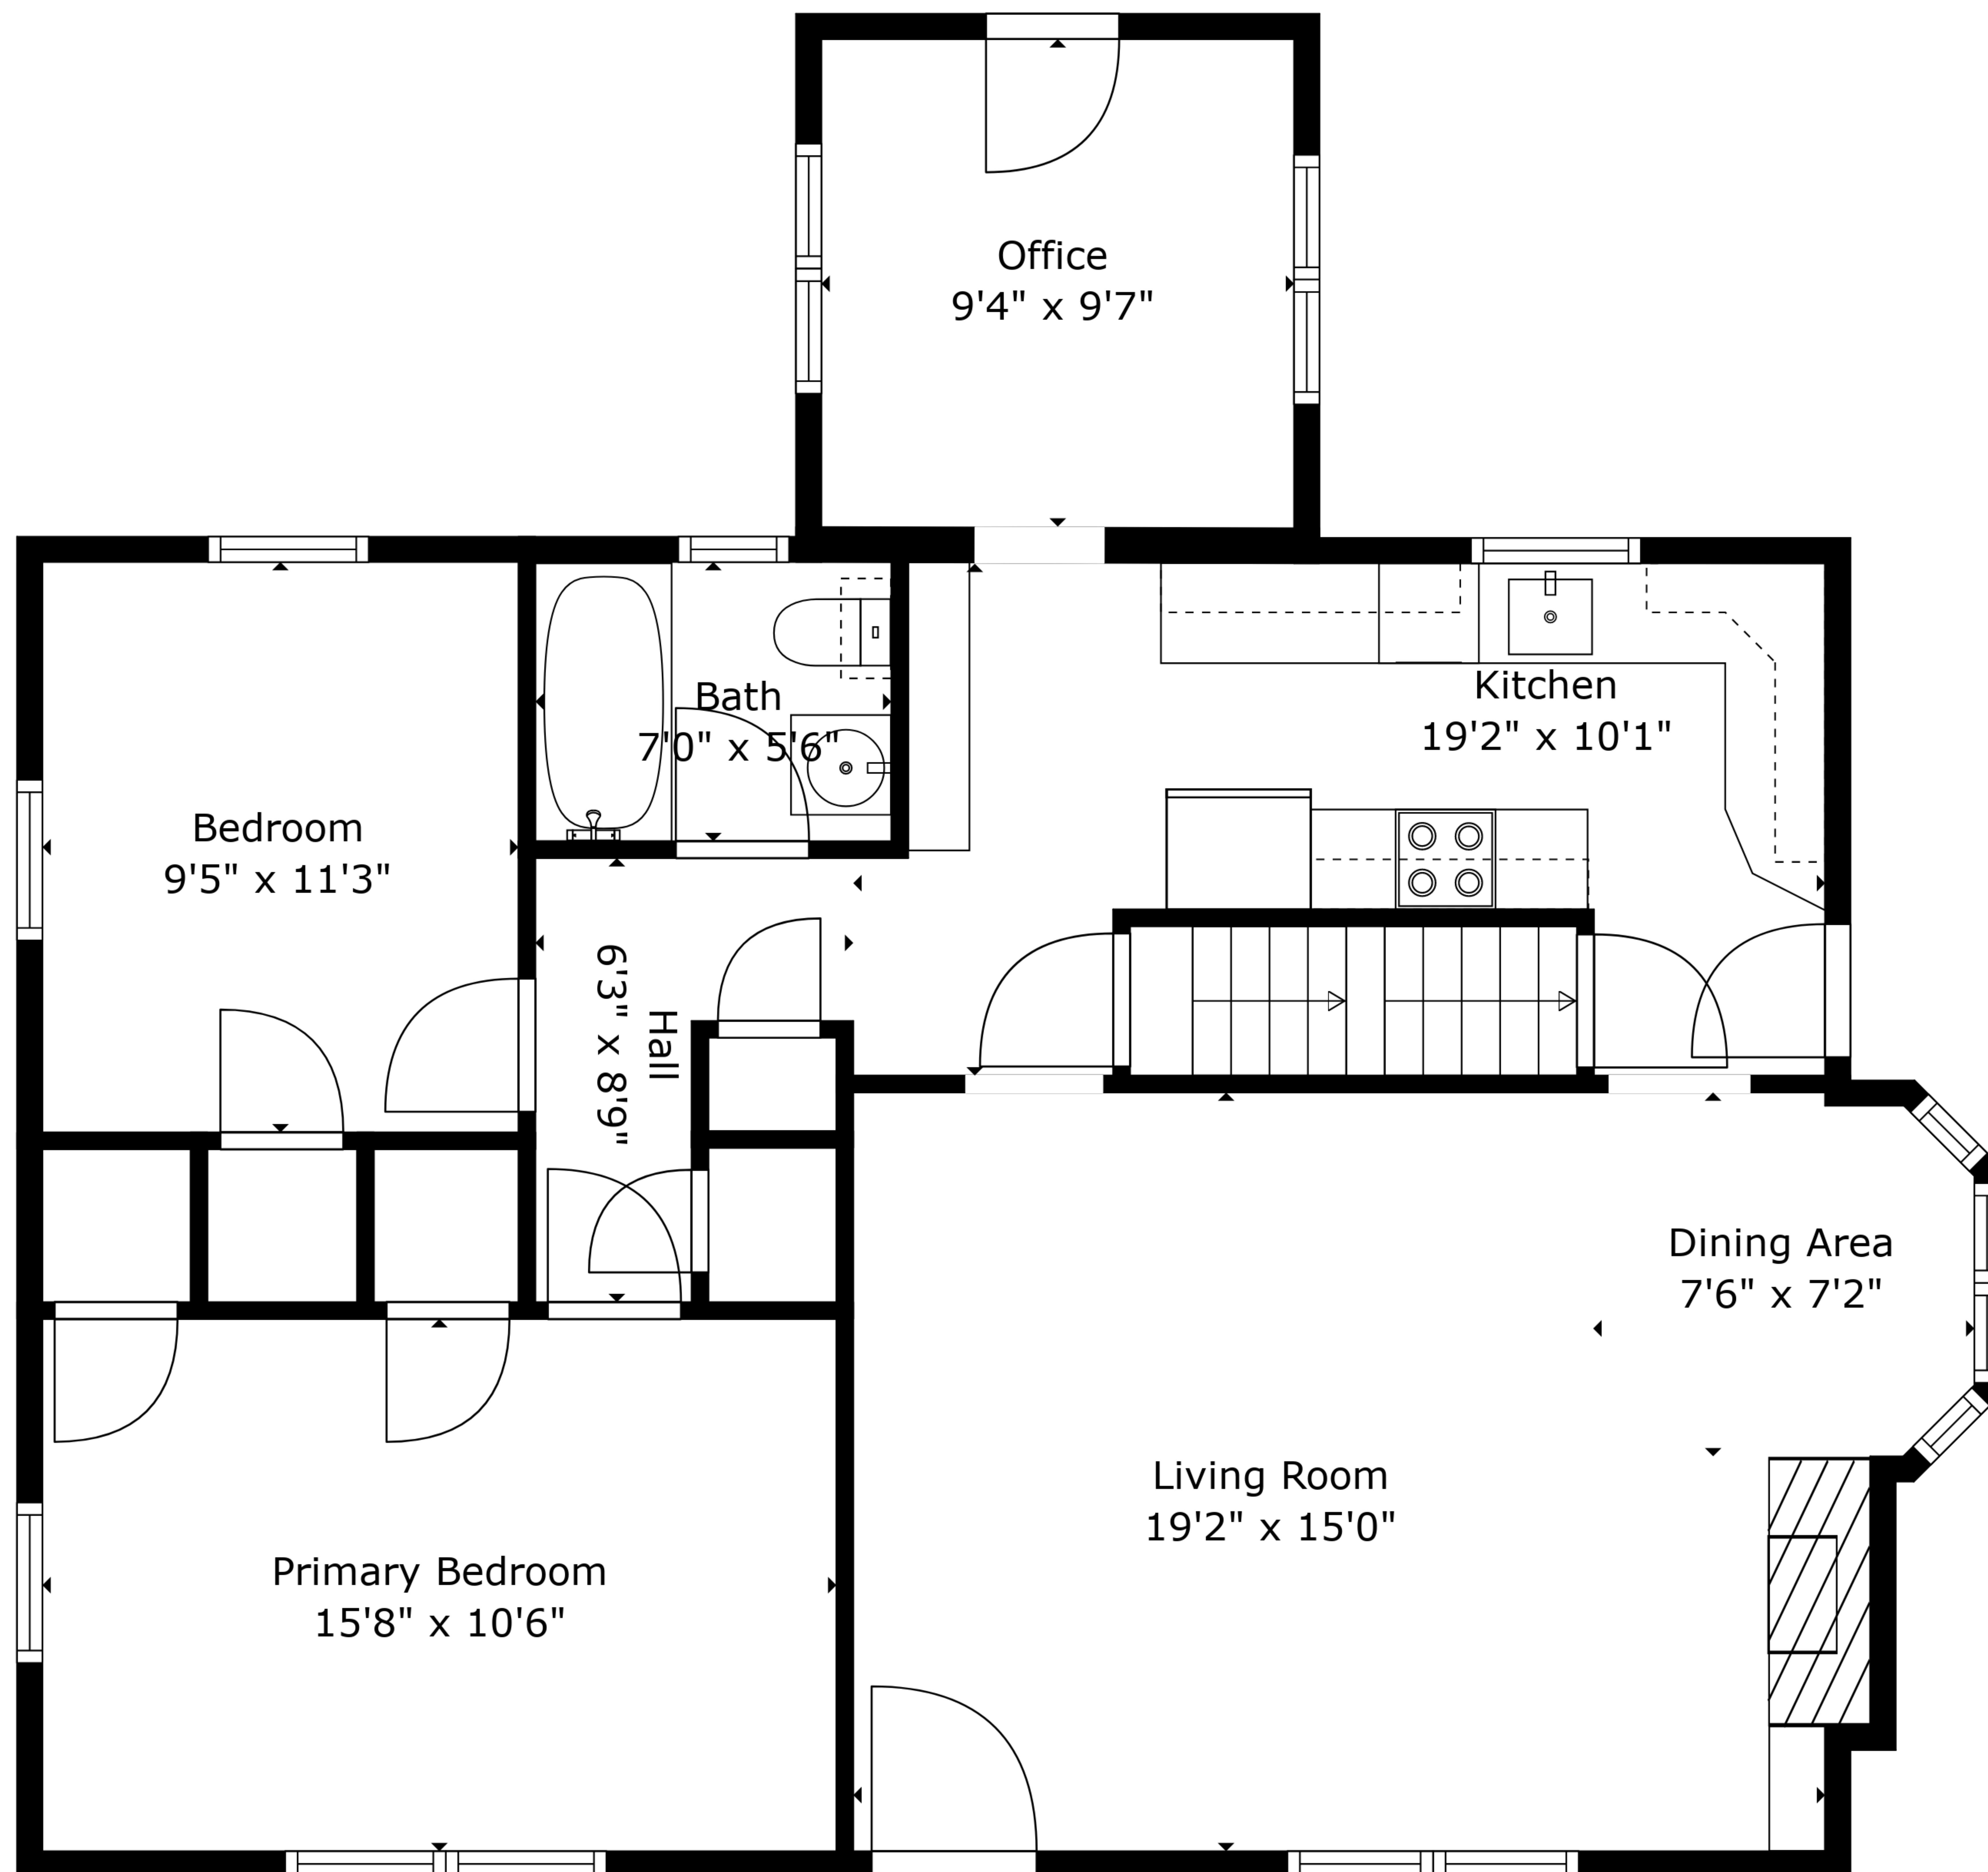 Office
9'4" x 9'7"
Bath
7'0" x 5'6"
Kitchen
19'2" x 10'1"
Bedroom
9'5" x 11'3"
Hall
6'3" x 8'9"
Dining Area
7'6" x 7'2"
Living Room
19'2" x 15'0"
Primary Bedroom
15'8" x 10'6"